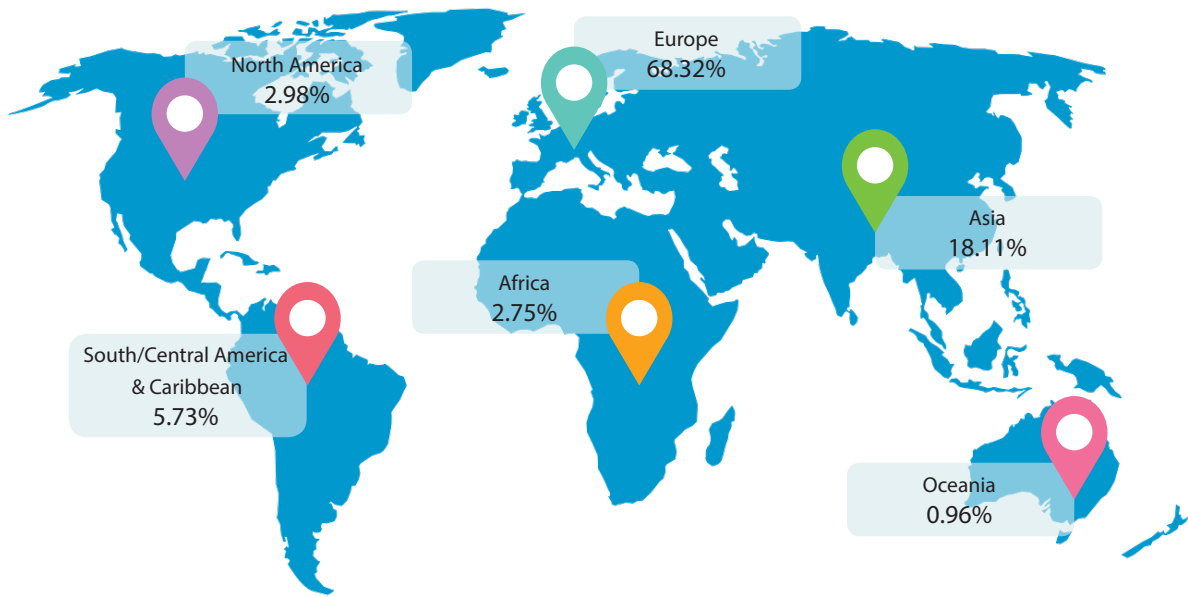 North America
2.98%
Europe
68.32%
Asia
18.11%
Africa
2.75%
South/Central America
& Caribbean
5.73%
Oceania
0.96%